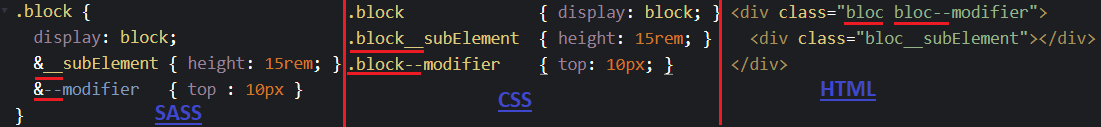 .block {
display: block;
&__subElement { height: 15rem; }
&--modifier { top : 10px }
}
SASS
.block { display: block; }
.block__subElement { height: 15rem; }
.block--modifier { top: 10px; }
CSS
<div class="bloc bloc--modifier">
<div class="bloc__subElement"></div>
</div>
HTML